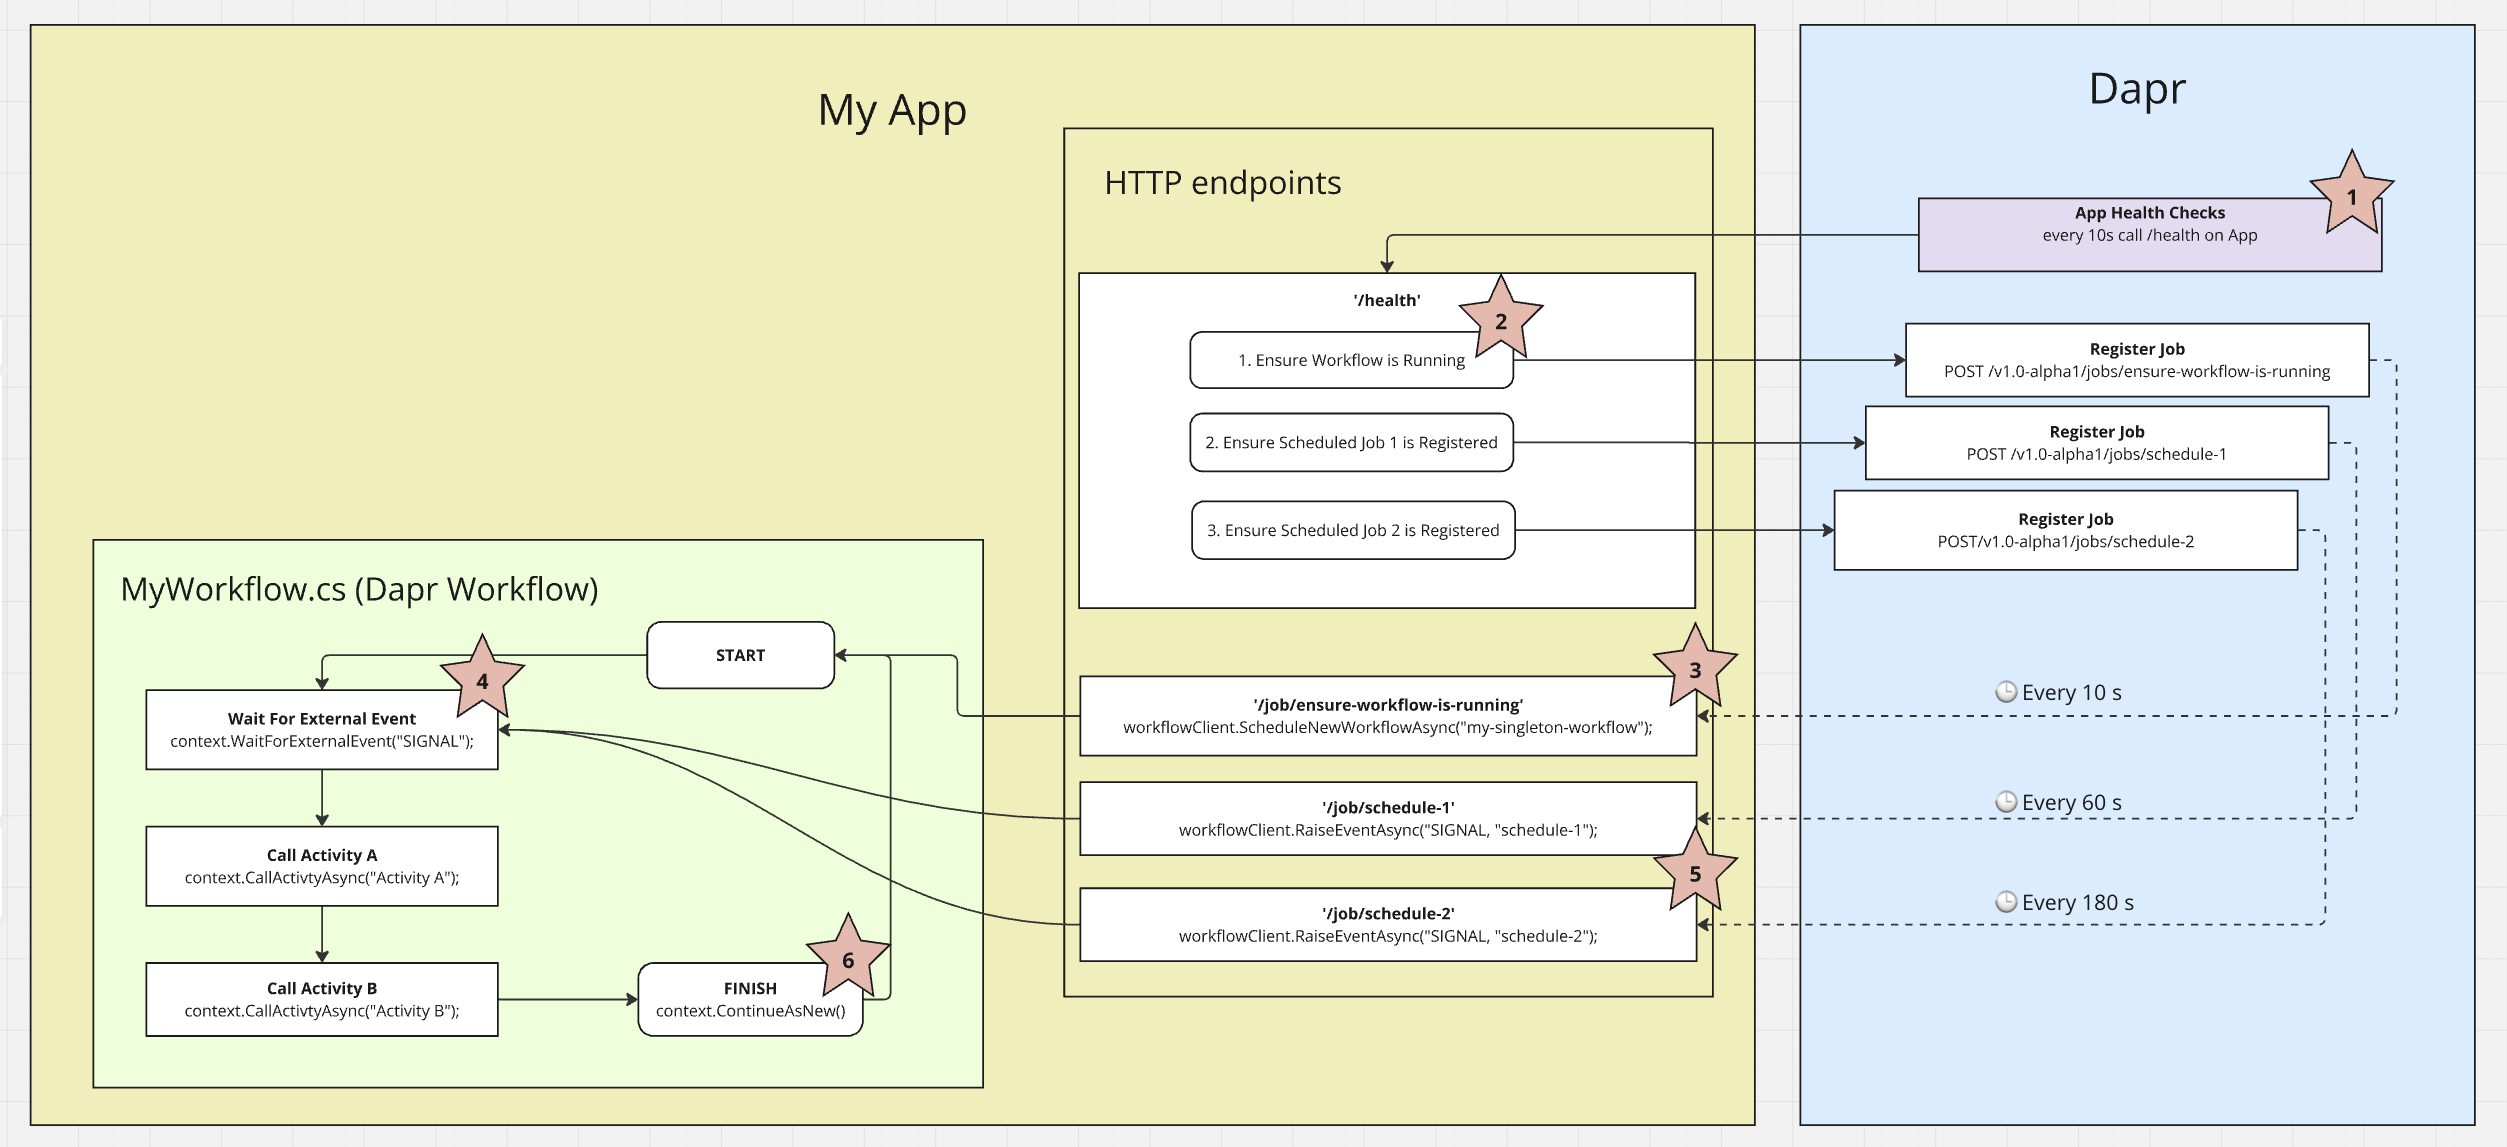 My App
HTTP endpoints
'/health'
2
1. Ensure Workflow is Running
2. Ensure Scheduled Job 1 is Registered
3. Ensure Scheduled Job 2 is Registered
3
'/job/ensure-workflow-is-running'
workflowClient.ScheduleNewWorkflowAsync("my-singleton-workflow");
'/job/schedule-1'
workflowClient.RaiseEventAsync("SIGNAL, "schedule-1");
5
'/job/schedule-2'
workflowClient.RaiseEventAsync("SIGNAL, "schedule-2");
MyWorkflow.cs (Dapr Workflow)
START
4
Wait For External Event
context.WaitForExternalEvent("SIGNAL");
Call Activity A
context.CallActivtyAsync("Activity A");
Call Activity B
context.CallActivtyAsync("Activity B");
6
FINISH
context.ContinueAsNew()
Dapr
1
App Health Checks
every 10s call /health on App
Register Job
POST /v1.0-alpha1/jobs/ensure-workflow-is-running
Register Job
POST /v1.0-alpha1/jobs/schedule-1
Register Job
POST/v1.0-alpha1/jobs/schedule-2
Every 10 s
Every 60 s
Every 180 s